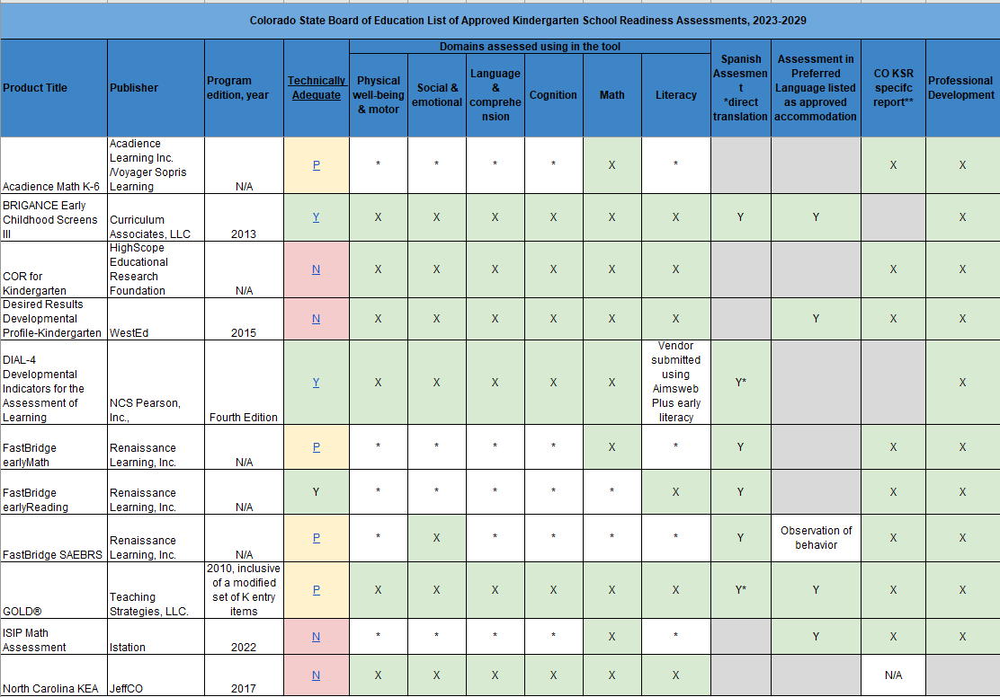 Colorado State Board of Education List of Approved Kindergarten School Readiness Assessments, 2023-2029
Product Title
Publisher
Program
edition, year
Technically
Adequate
Domains assessed using in the tool
Physical
well-being
& motor
Social &
emotional
Language
&
comprehe
nsion
Cognition
Math
Literacy
Spanish
Assesmen
t
*direct
translation
Assessment in
Preferred
Language listed
as approved
accommodation
CO KSR
specifc
report**
Professional
Development
Acadience Math K-6
Acadience
Learning Inc.
/Voyager Sopris
Learning
N/A
P
* * * * X *
X X
BRIGANCE Early
Childhood Screens
III
Curriculum
Associates, LLC
2013
Y
X X X X X X
Y Y X
COR for
Kindergarten
HighScope
Educational
Research
Foundation
N/A
N
X X X X X X
X X
Desired Results
Developmental
Profile-Kindergarten
WestEd
2015
N
X X X X X X
Y X X
DIAL-4
Developmental
Indicators for the
Assessment of
Learning
NCS Pearson,
Inc.,
Fourth Edition
Y
X X X X X
Vendor
submitted
using
Aimsweb
Plus early
literacy
Y* X
FastBridge
earlyMath
Renaissance
Learning, Inc.
N/A
P
* * * * X *
Y X X
FastBridge
earlyReading
Renaissance
Learning, Inc.
N/A
Y
* * * * * X
Y X X
FastBridge SAEBRS
Renaissance
Learning, Inc.
N/A
P
* X * * * *
Y
Observation of
behavior
X X
GOLD®
Teaching
Strategies, LLC.
2010, inclusive
of a modified
set of K entry
items
P
X X X X X X
Y* Y X X
ISIP Math
Assessment
Istation
2022
N
* * * * X *
Y X X
North Carolina KEA
JeffCO
2017
N
X X X X X X
N/A